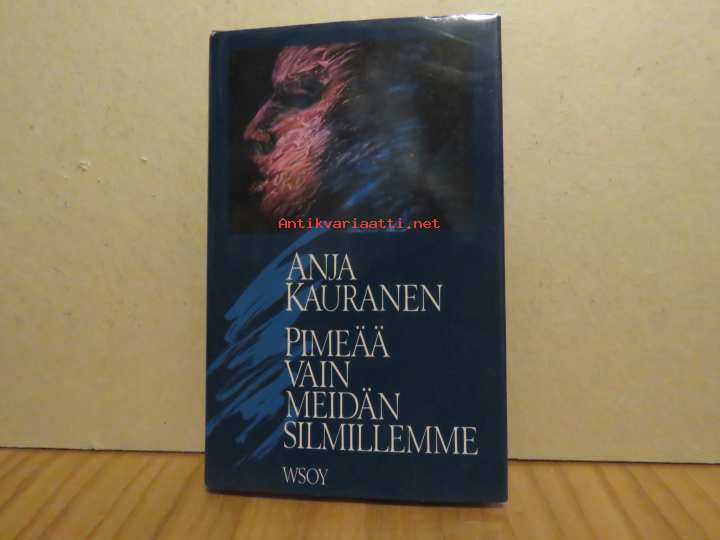 Antikvariaatti.net
ANJA
KAURANEN
PIMEÄÄ
VAIN
MEIDÄN
SILMILLEMME
WSOY